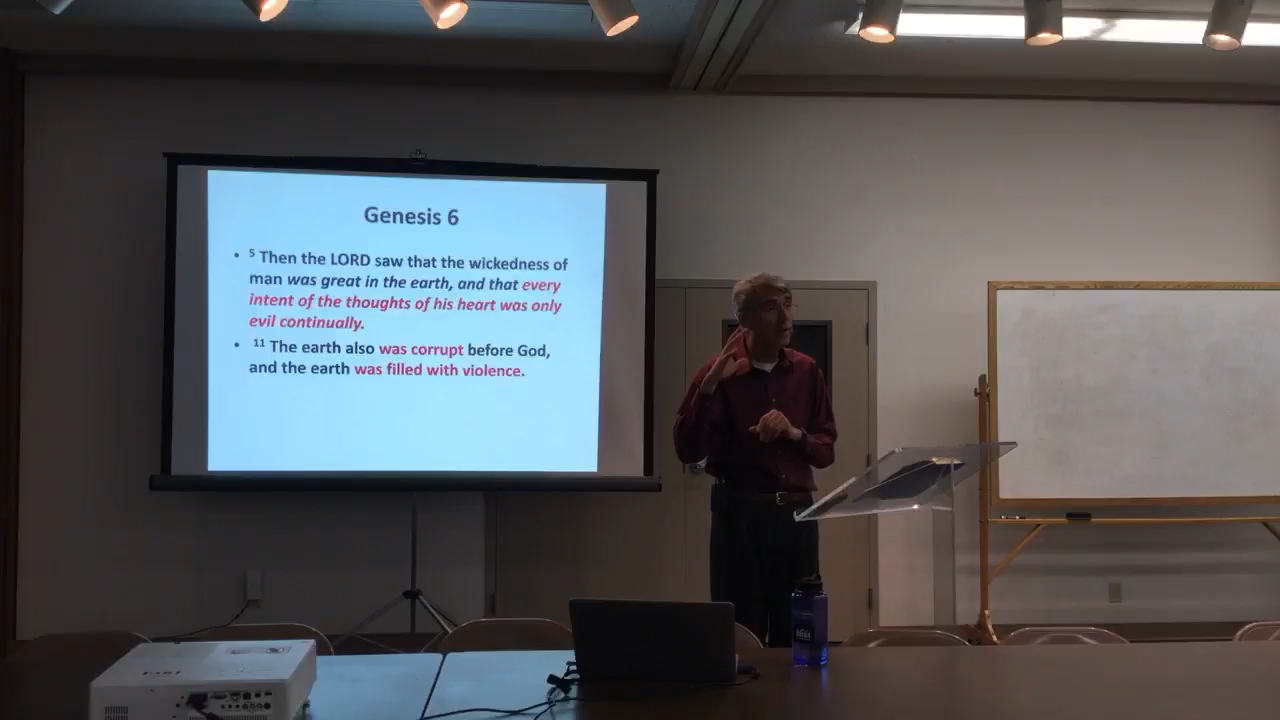 Genesis 6
• ⁵ Then the LORD saw that the wickedness of
man was great in the earth, and that every
intent of the thoughts of his heart was only
evil continually.
• ¹¹ The earth also was corrupt before God,
and the earth was filled with violence.